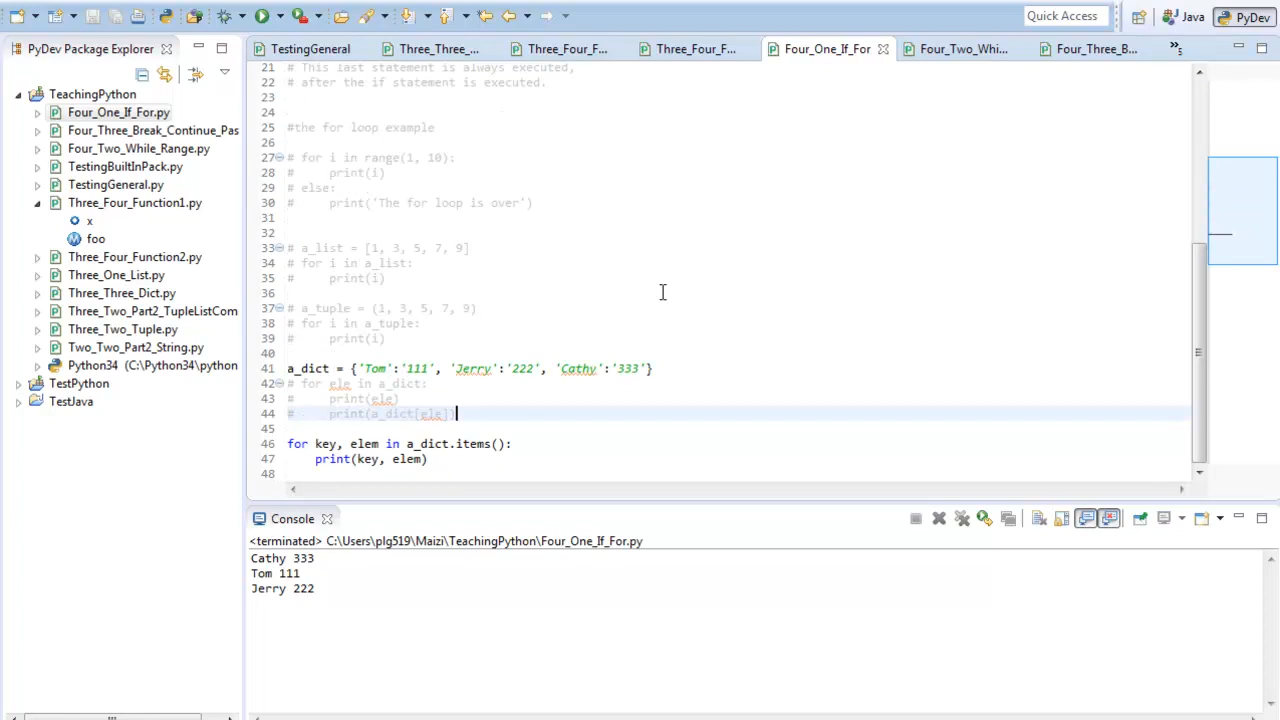 Quick Access
Java
PyDev
PyDev Package Explorer
TestingGeneral
Three_Three_...
Three_Four_F...
Three_Four_F...
Four_One_If_For
Four_Two_Whi...
Four_Three_B...
TeachingPython
Four_One_If_For.py
Four_Three_Break_Continue_Pas
Four_Two_While_Range.py
TestingBuiltInPack.py
TestingGeneral.py
Three_Four_Function1.py
x
foo
Three_Four_Function2.py
Three_One_List.py
Three_Three_Dict.py
Three_Two_Part2_TupleListCom
Three_Two_Tuple.py
Two_Two_Part2_String.py
Python34 (C:\Python34\python
TestPython
TestJava
21 # This last statement is always executed,
22 # after the if statement is executed.
23
24
25 #the for loop example
26
27 # for i in range(1, 10):
28 #     print(i)
29 # else:
30 #     print('The for loop is over')
31
32
33 # a_list = [1, 3, 5, 7, 9]
34 # for i in a_list:
35 #     print(i)
36
37 # a_tuple = (1, 3, 5, 7, 9)
38 # for i in a_tuple:
39 #     print(i)
40
41 a_dict = {'Tom':'111', 'Jerry':'222', 'Cathy':'333'}
42 # for ele in a_dict:
43 #     print(ele)
44 #     print(a_dict[ele])
45
46 for key, elem in a_dict.items():
47     print(key, elem)
48
Console
<terminated> C:\Users\plg519\Maizi\TeachingPython\Four_One_If_For.py
Cathy 333
Tom 111
Jerry 222